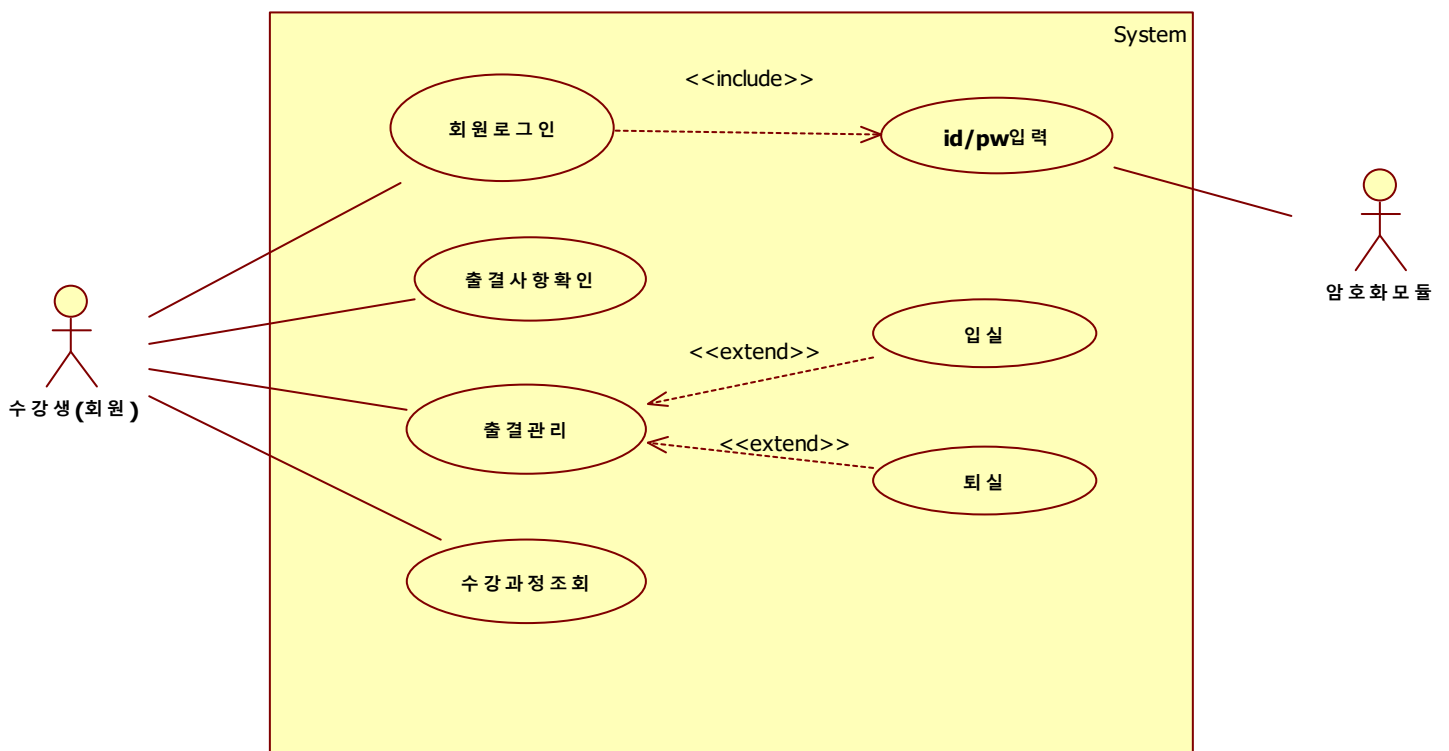 System
<<include>>
회원로그인
id/pw입력
출결사항확인
암호화모듈
입실
<<extend>>
수강생(회원)
출결관리
<<extend>>
퇴실
수강과정조회